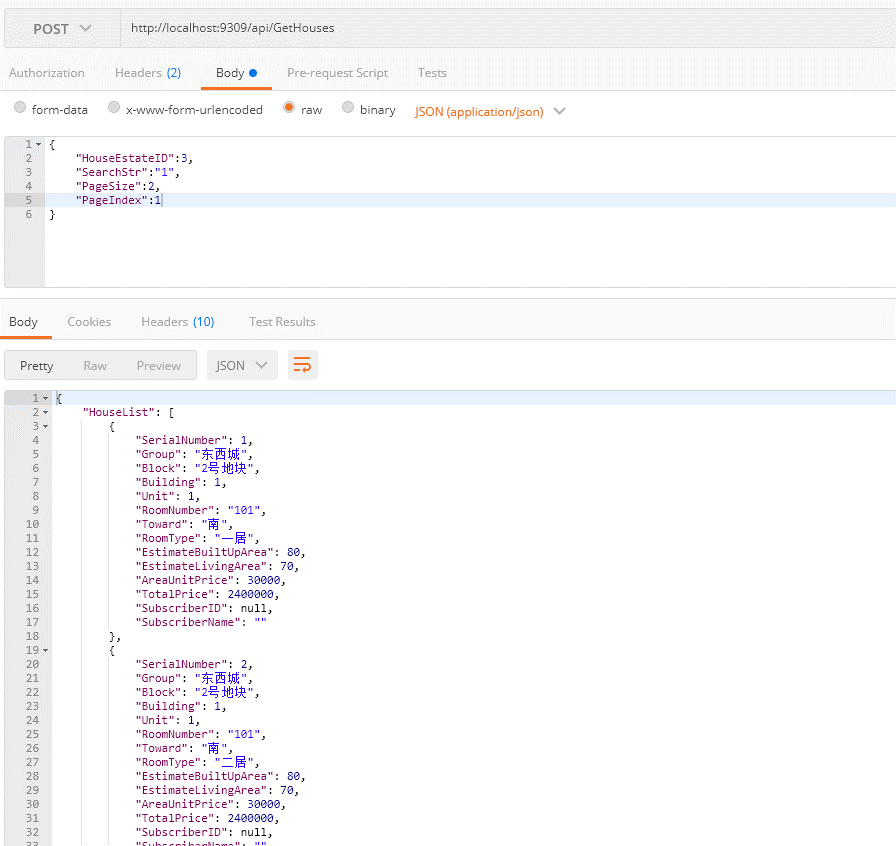 POST http://localhost:9309/api/GetHouses
Authorization Headers (2) Body Pre-request Script Tests
form-data x-www-form-urlencoded raw binary JSON (application/json)
1 {
2 "HouseEstateID":3,
3 "SearchStr":"1",
4 "PageSize":2,
5 "PageIndex":1
6 }
Body Cookies Headers (10) Test Results
Pretty Raw Preview JSON
1 {
2 "HouseList": [
3 {
4 "SerialNumber": 1,
5 "Group": "东西城",
6 "Block": "2号地块",
7 "Building": 1,
8 "Unit": 1,
9 "RoomNumber": "101",
10 "Toward": "南",
11 "RoomType": "一居",
12 "EstimateBuiltUpArea": 80,
13 "EstimateLivingArea": 70,
14 "AreaUnitPrice": 30000,
15 "TotalPrice": 2400000,
16 "SubscriberID": null,
17 "SubscriberName": ""
18 },
19 {
20 "SerialNumber": 2,
21 "Group": "东西城",
22 "Block": "2号地块",
23 "Building": 1,
24 "Unit": 1,
25 "RoomNumber": "101",
26 "Toward": "南",
27 "RoomType": "二居",
28 "EstimateBuiltUpArea": 80,
29 "EstimateLivingArea": 70,
30 "AreaUnitPrice": 30000,
31 "TotalPrice": 2400000,
32 "SubscriberID": null,
33 "SubscriberName": ""